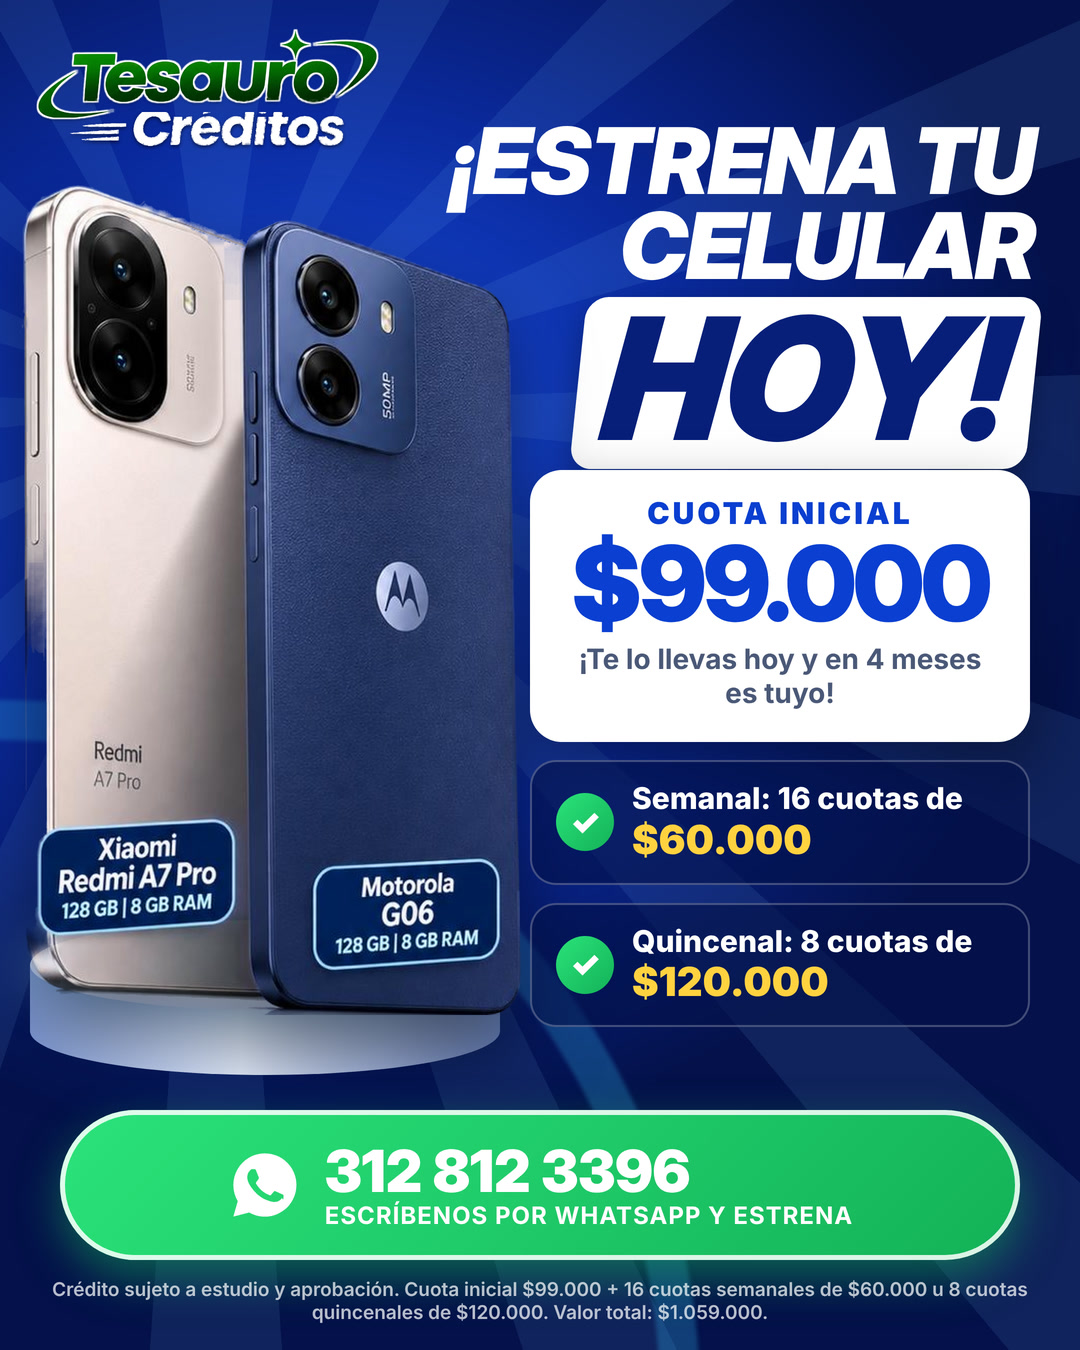 Tesauro
Créditos
¡ESTRENA TU
CELULAR
HOY!
CUOTA INICIAL
$99.000
¡Te lo llevas hoy y en 4 meses
es tuyo!
50MP
Redmi
A7 Pro
Xiaomi
Redmi A7 Pro
128 GB | 8 GB RAM
Motorola
G06
128 GB | 8 GB RAM
Semanal: 16 cuotas de
$60.000
Quincenal: 8 cuotas de
$120.000
312 812 3396
ESCRÍBENOS POR WHATSAPP Y ESTRENA
Crédito sujeto a estudio y aprobación. Cuota inicial $99.000 + 16 cuotas semanales de $60.000 u 8 cuotas
quincenales de $120.000. Valor total: $1.059.000.